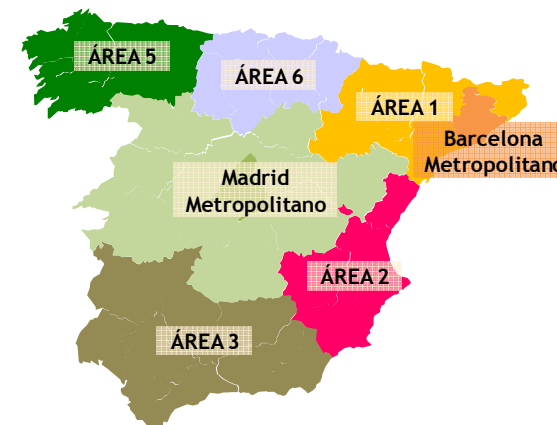 ÁREA 5
ÁREA 6
ÁREA 1
Barcelona
Metropolitano
Madrid
Metropolitano
ÁREA 2
ÁREA 3